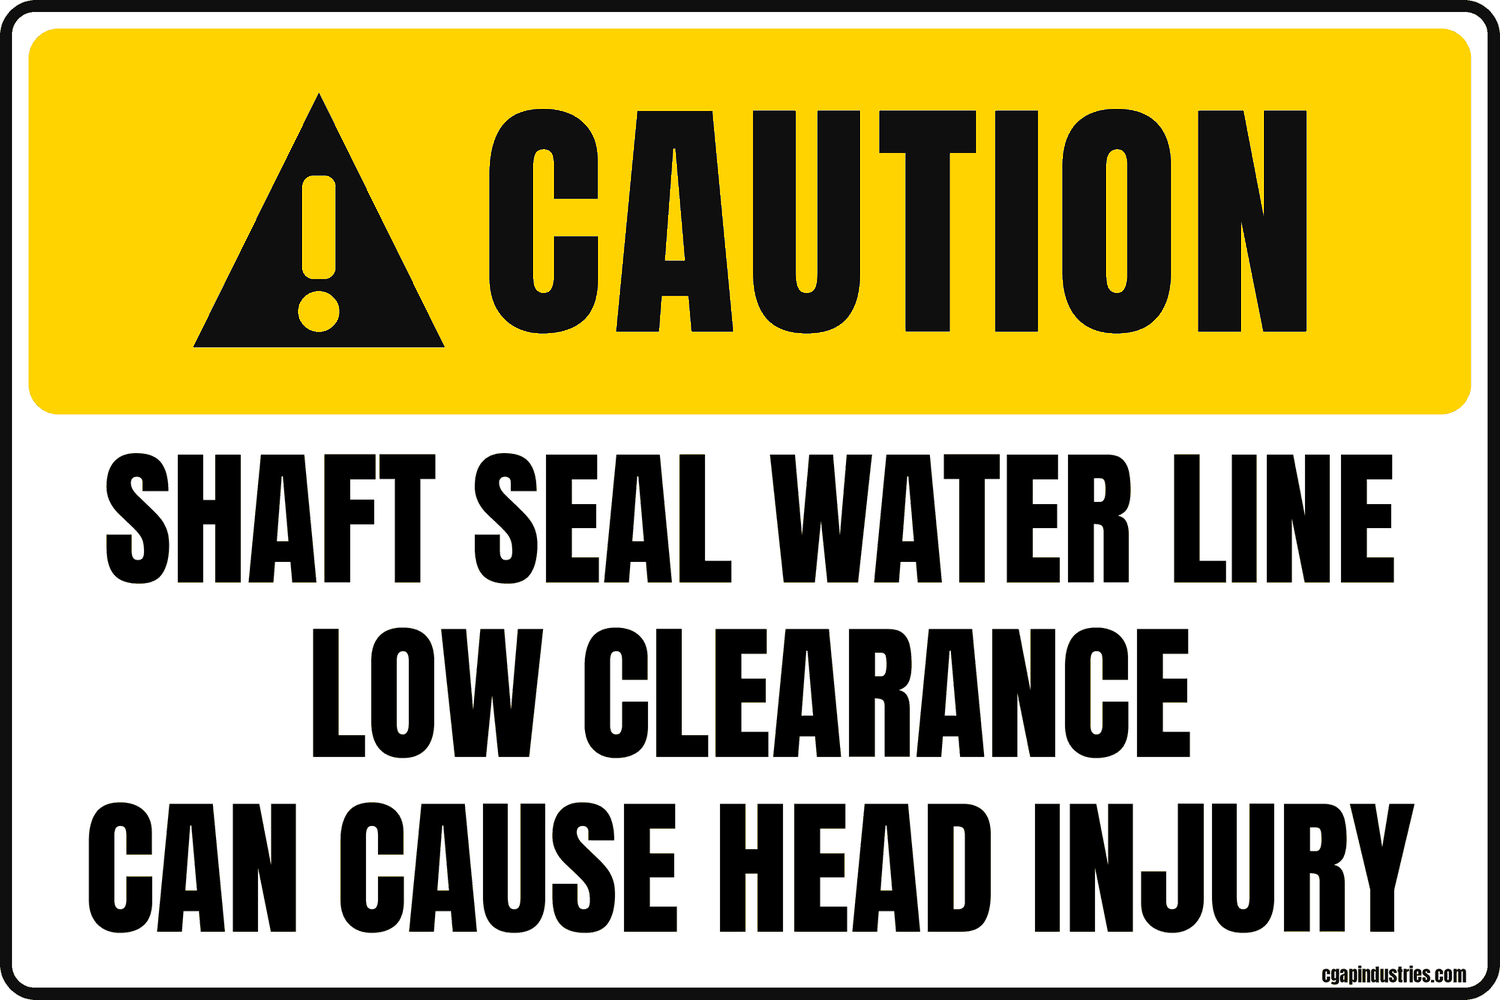 CAUTION
SHAFT SEAL WATER LINE
LOW CLEARANCE
CAN CAUSE HEAD INJURY
cgapindustries.com